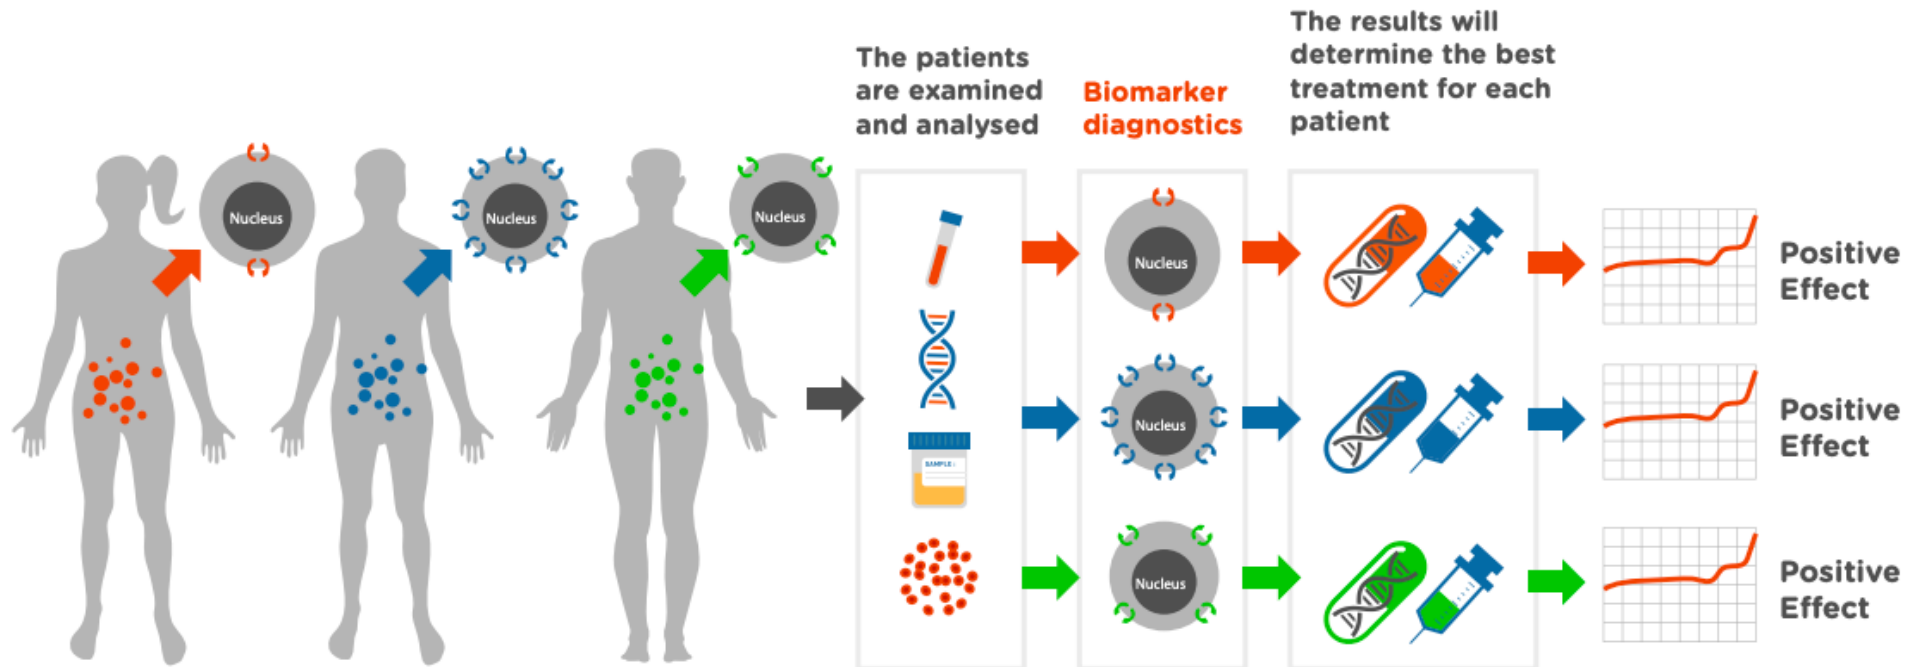 The patients
are examined
and analysed
Biomarker
diagnostics
The results will
determine the best
treatment for each
patient
Nucleus
Nucleus
Nucleus
SAMPLE:
Nucleus
Positive
Effect
Nucleus
Positive
Effect
Nucleus
Positive
Effect